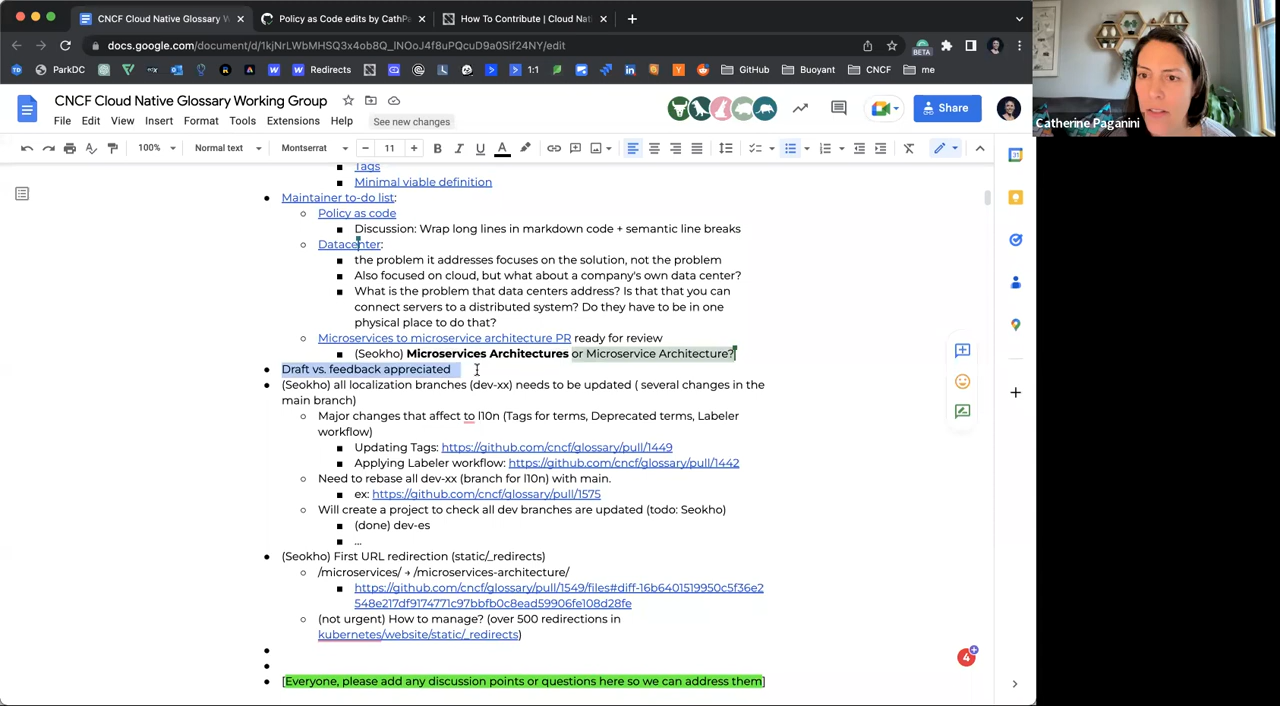 CNCF Cloud Native Glossary W
Policy as Code edits by CathPa
How To Contribute | Cloud Nati
docs.google.com/document/d/1kjNrLWbMHSQ3x4ob8Q_lNOoJ4f8uPQcuD9a0Sif24NY/edit
BETA
ParkDC
Redirects
1:1
GitHub
Buoyant
CNCF
me
Catherine Paganini
CNCF Cloud Native Glossary Working Group
Share
File Edit View Insert Format Tools Extensions Help See new changes
100% Normal text Montserrat 11
Tags
Minimal viable definition
Maintainer to-do list:
Policy as code
Discussion: Wrap long lines in markdown code + semantic line breaks
Datacenter:
the problem it addresses focuses on the solution, not the problem
Also focused on cloud, but what about a company's own data center?
What is the problem that data centers address? Is that that you can
connect servers to a distributed system? Do they have to be in one
physical place to do that?
Microservices to microservice architecture PR ready for review
(Seokho) Microservices Architectures or Microservice Architecture?
Draft vs. feedback appreciated
(Seokho) all localization branches (dev-xx) needs to be updated ( several changes in the
main branch)
Major changes that affect to l10n (Tags for terms, Deprecated terms, Labeler
workflow)
Updating Tags: https://github.com/cncf/glossary/pull/1449
Applying Labeler workflow: https://github.com/cncf/glossary/pull/1442
Need to rebase all dev-xx (branch for l10n) with main.
ex: https://github.com/cncf/glossary/pull/1575
Will create a project to check all dev branches are updated (todo: Seokho)
(done) dev-es
...
(Seokho) First URL redirection (static/_redirects)
/microservices/ → /microservices-architecture/
https://github.com/cncf/glossary/pull/1549/files#diff-16b6401519950c5f36e2
548e217df9174771c97bbfb0c8ead59906fe108d28fe
(not urgent) How to manage? (over 500 redirections in
kubernetes/website/static/_redirects)
[Everyone, please add any discussion points or questions here so we can address them]
4